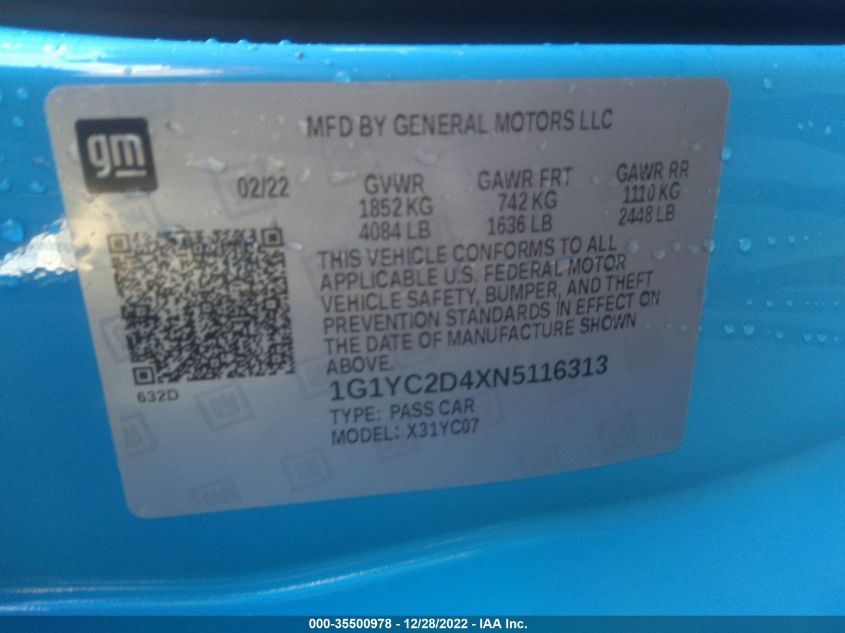 gm
MFD BY GENERAL MOTORS LLC
02/22
GVWR
1852 KG
4084 LB
GAWR FRT
742 KG
1636 LB
GAWR RR
1110 KG
2448 LB
THIS VEHICLE CONFORMS TO ALL
APPLICABLE U.S. FEDERAL MOTOR
VEHICLE SAFETY, BUMPER, AND THEFT
PREVENTION STANDARDS IN EFFECT ON
THE DATE OF MANUFACTURE SHOWN
ABOVE.
632D
1G1YC2D4XN5116313
TYPE: PASS CAR
MODEL: X31YC07
000-35500978 - 12/28/2022 - IAA Inc.